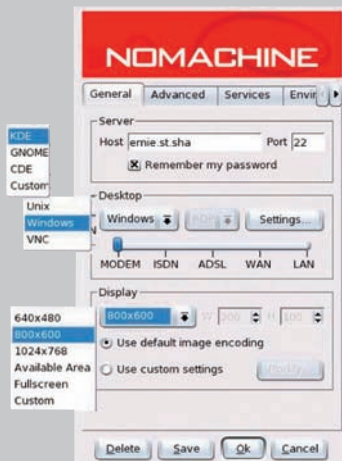 NOMACHINE
General Advanced Services Envir
Server
Host ernie.st.sha Port 22
Remember my password
KDE
GNOME
CDE
Custom
Desktop
Unix
Windows
VNC
Windows KDE Settings...
MODEM ISDN ADSL WAN LAN
Display
640x480
800x600
1024x768
Available Area
Fullscreen
Custom
800x600 W H
Use default image encoding
Use custom settings Modify...
Delete Save Ok Cancel